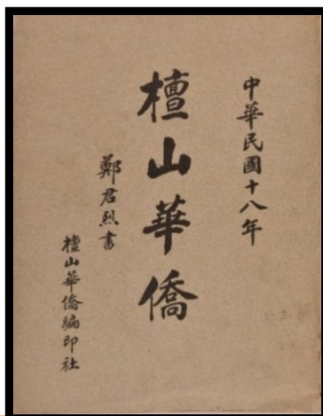 中華民國十八年
檀山華僑
鄭君烈書
檀山華僑編印社